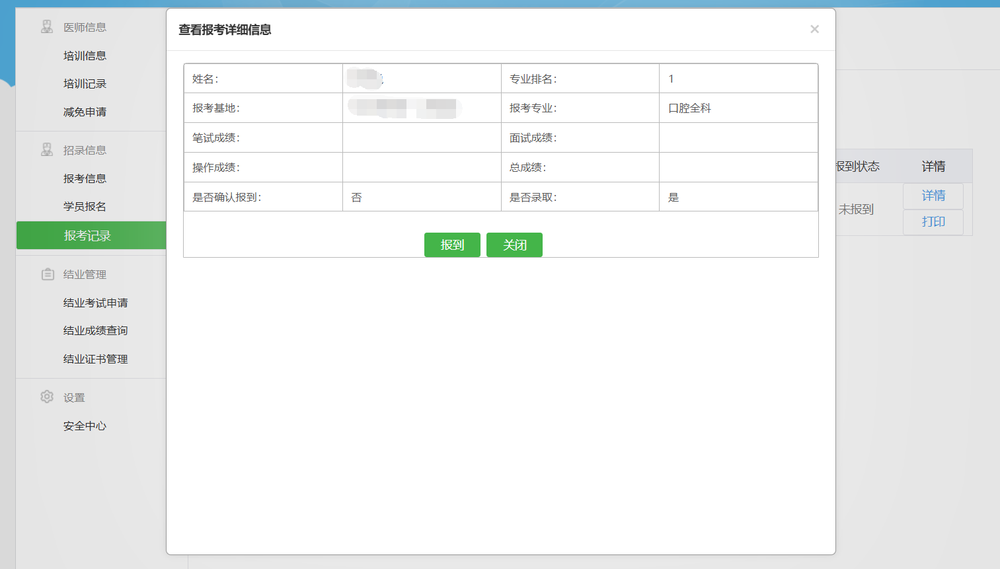 医师信息
培训信息
培训记录
减免申请
招录信息
报考信息
学员报名
报考记录
结业管理
结业考试申请
结业成绩查询
结业证书管理
设置
安全中心
查看报考详细信息
×
姓名：
专业排名： 1
报考基地：
报考专业： 口腔全科
笔试成绩： 面试成绩：
操作成绩： 总成绩：
是否确认报到： 否 是否录取： 是
报到 关闭
报到状态 详情
未报到 详情
打印